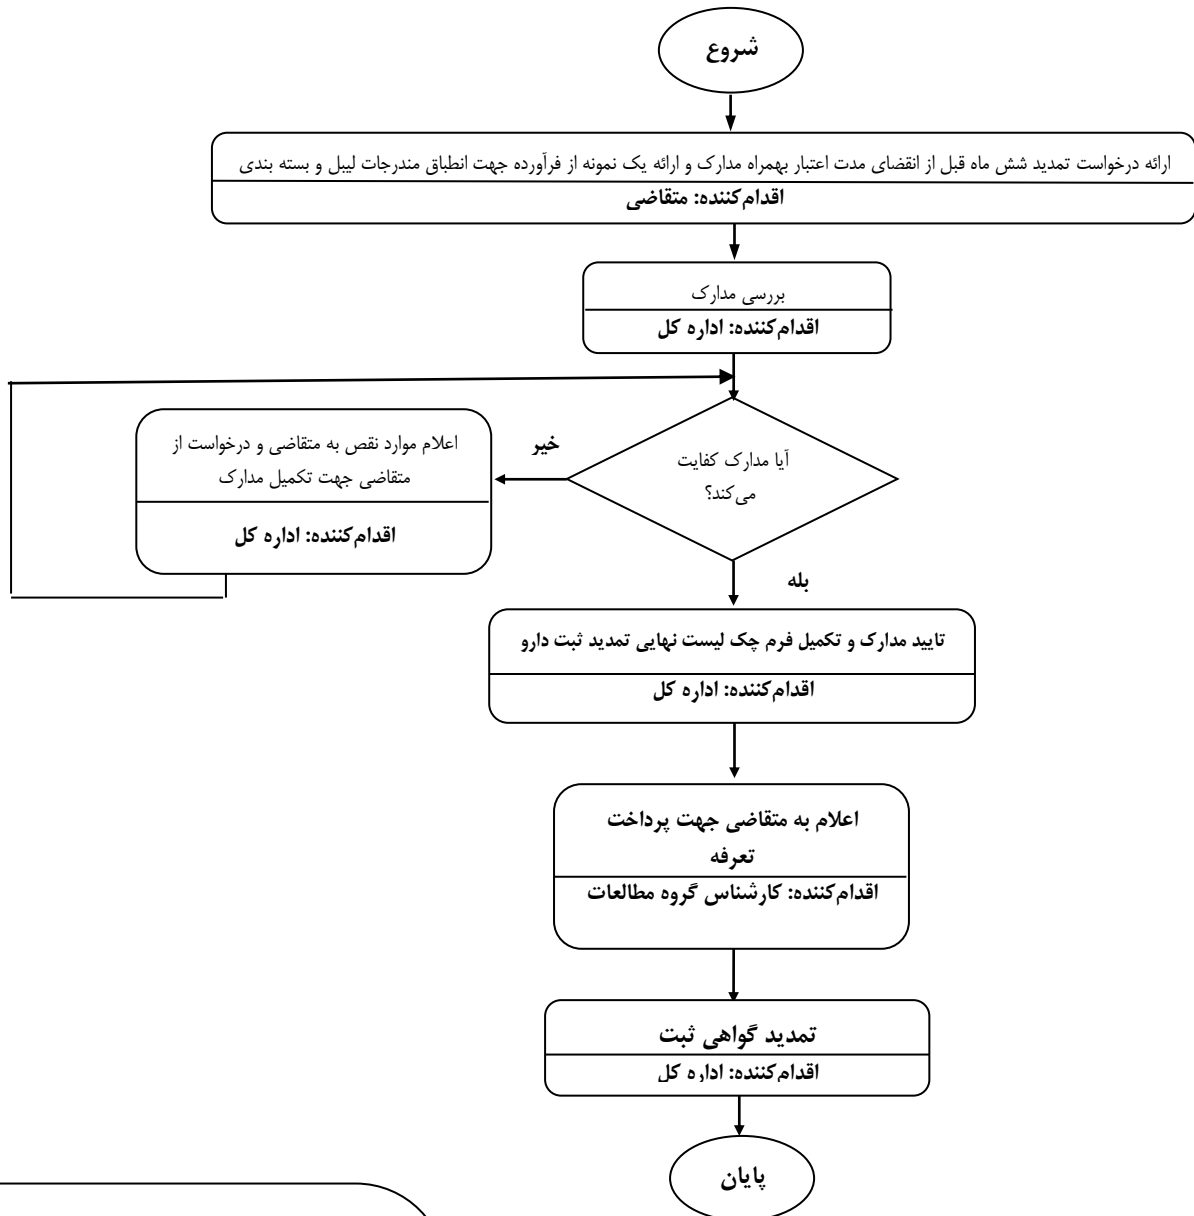 شروع
ارائه درخواست تمدید شش ماه قبل از انقضای مدت اعتبار بهمراه مدارک و ارائه یک نمونه از فرآورده جهت انطباق مندرجات لیبل و بسته بندی
اقدام‌کننده: متقاضی
بررسی مدارک
اقدام‌کننده: اداره کل
آیا مدارک کفایت
می‌کند؟
خیر
اعلام موارد نقص به متقاضی و درخواست از
متقاضی جهت تکمیل مدارک
اقدام‌کننده: اداره کل
بله
تایید مدارک و تکمیل فرم چک لیست نهایی تمدید ثبت دارو
اقدام‌کننده: اداره کل
اعلام به متقاضی جهت پرداخت
تعرفه
اقدام‌کننده: کارشناس گروه مطالعات
تمدید گواهی ثبت
اقدام‌کننده: اداره کل
پایان